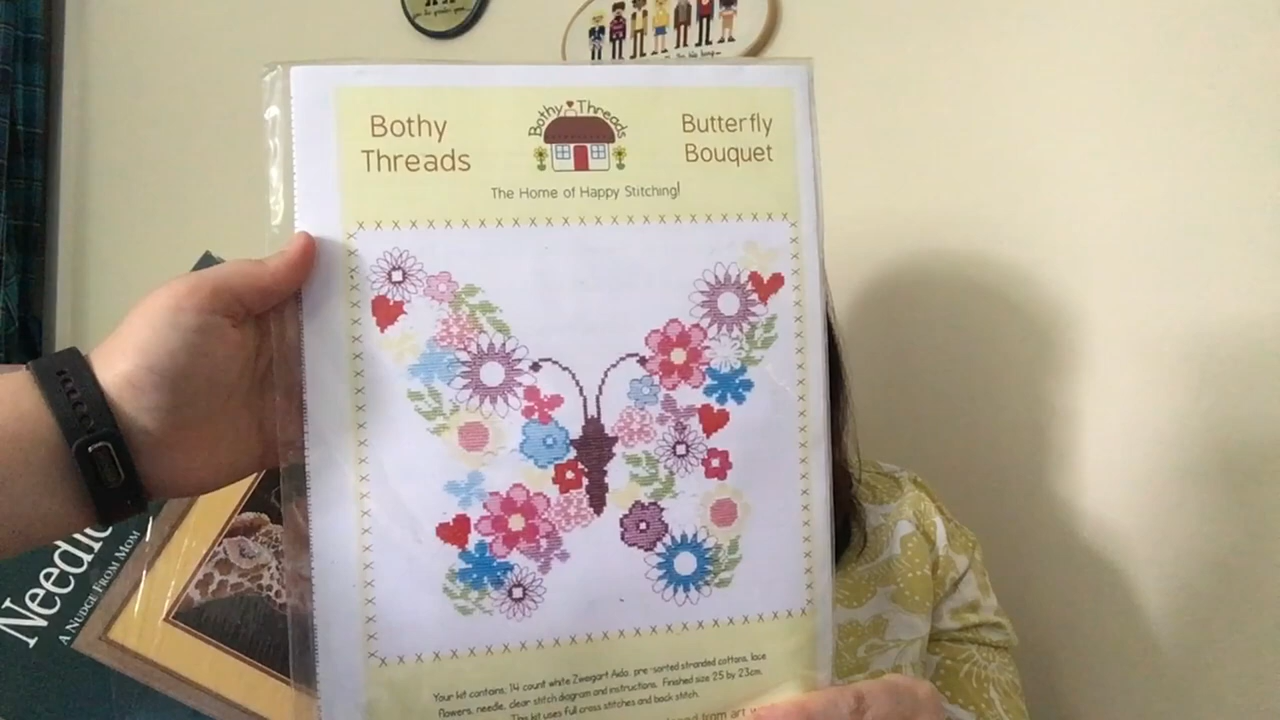 Bothy
Threads
Bothy Threads
Butterfly
Bouquet
The Home of Happy Stitching!
Your kit contains; 14 count white Zweigart Aida, pre-sorted stranded cottons, lace
flowers, needle, clear stitch diagram and instructions. Finished size 25 by 23cm.
This kit uses full cross stitches and back stitch.
from art
Needle
A NUDGE FROM MOM